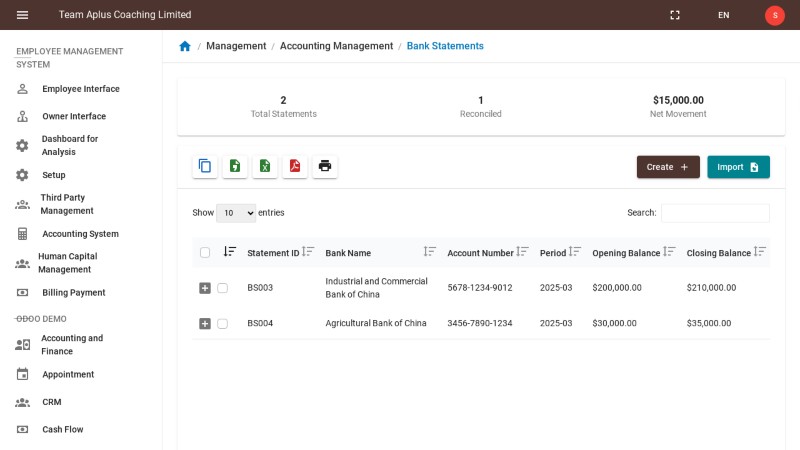 Team Aplus Coaching Limited
EN
S
EMPLOYEE MANAGEMENT
SYSTEM
Employee Interface
Owner Interface
Dashboard for
Analysis
Setup
Third Party
Management
Accounting System
Human Capital
Management
Billing Payment
ODOO DEMO
Accounting and
Finance
Appointment
CRM
Cash Flow
/ Management / Accounting Management / Bank Statements
2
Total Statements
1
Reconciled
$15,000.00
Net Movement
Create +
Import
Show 10 entries
Search:
Statement ID Bank Name Account Number Period Opening Balance Closing Balance
BS003 Industrial and Commercial Bank of China 5678-1234-9012 2025-03 $200,000.00 $210,000.00
BS004 Agricultural Bank of China 3456-7890-1234 2025-03 $30,000.00 $35,000.00